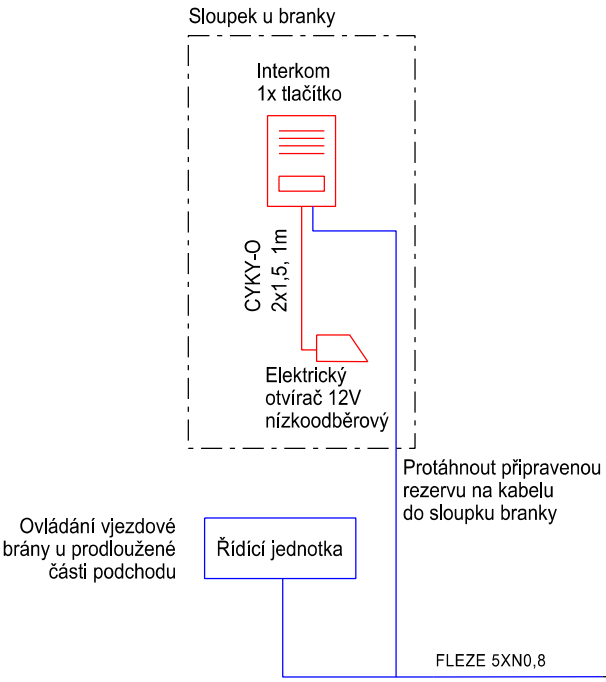 Sloupek u branky
Interkom
1x tlačítko
CYKY-O
2x1,5, 1m
Elektrický
otvírač 12V
nízkoodběrový
Protáhnout připravenou
rezervu na kabelu
do sloupku branky
Ovládání vjezdové
brány u prodloužené
části podchodu
Řídící jednotka
FLEZE 5XN0,8